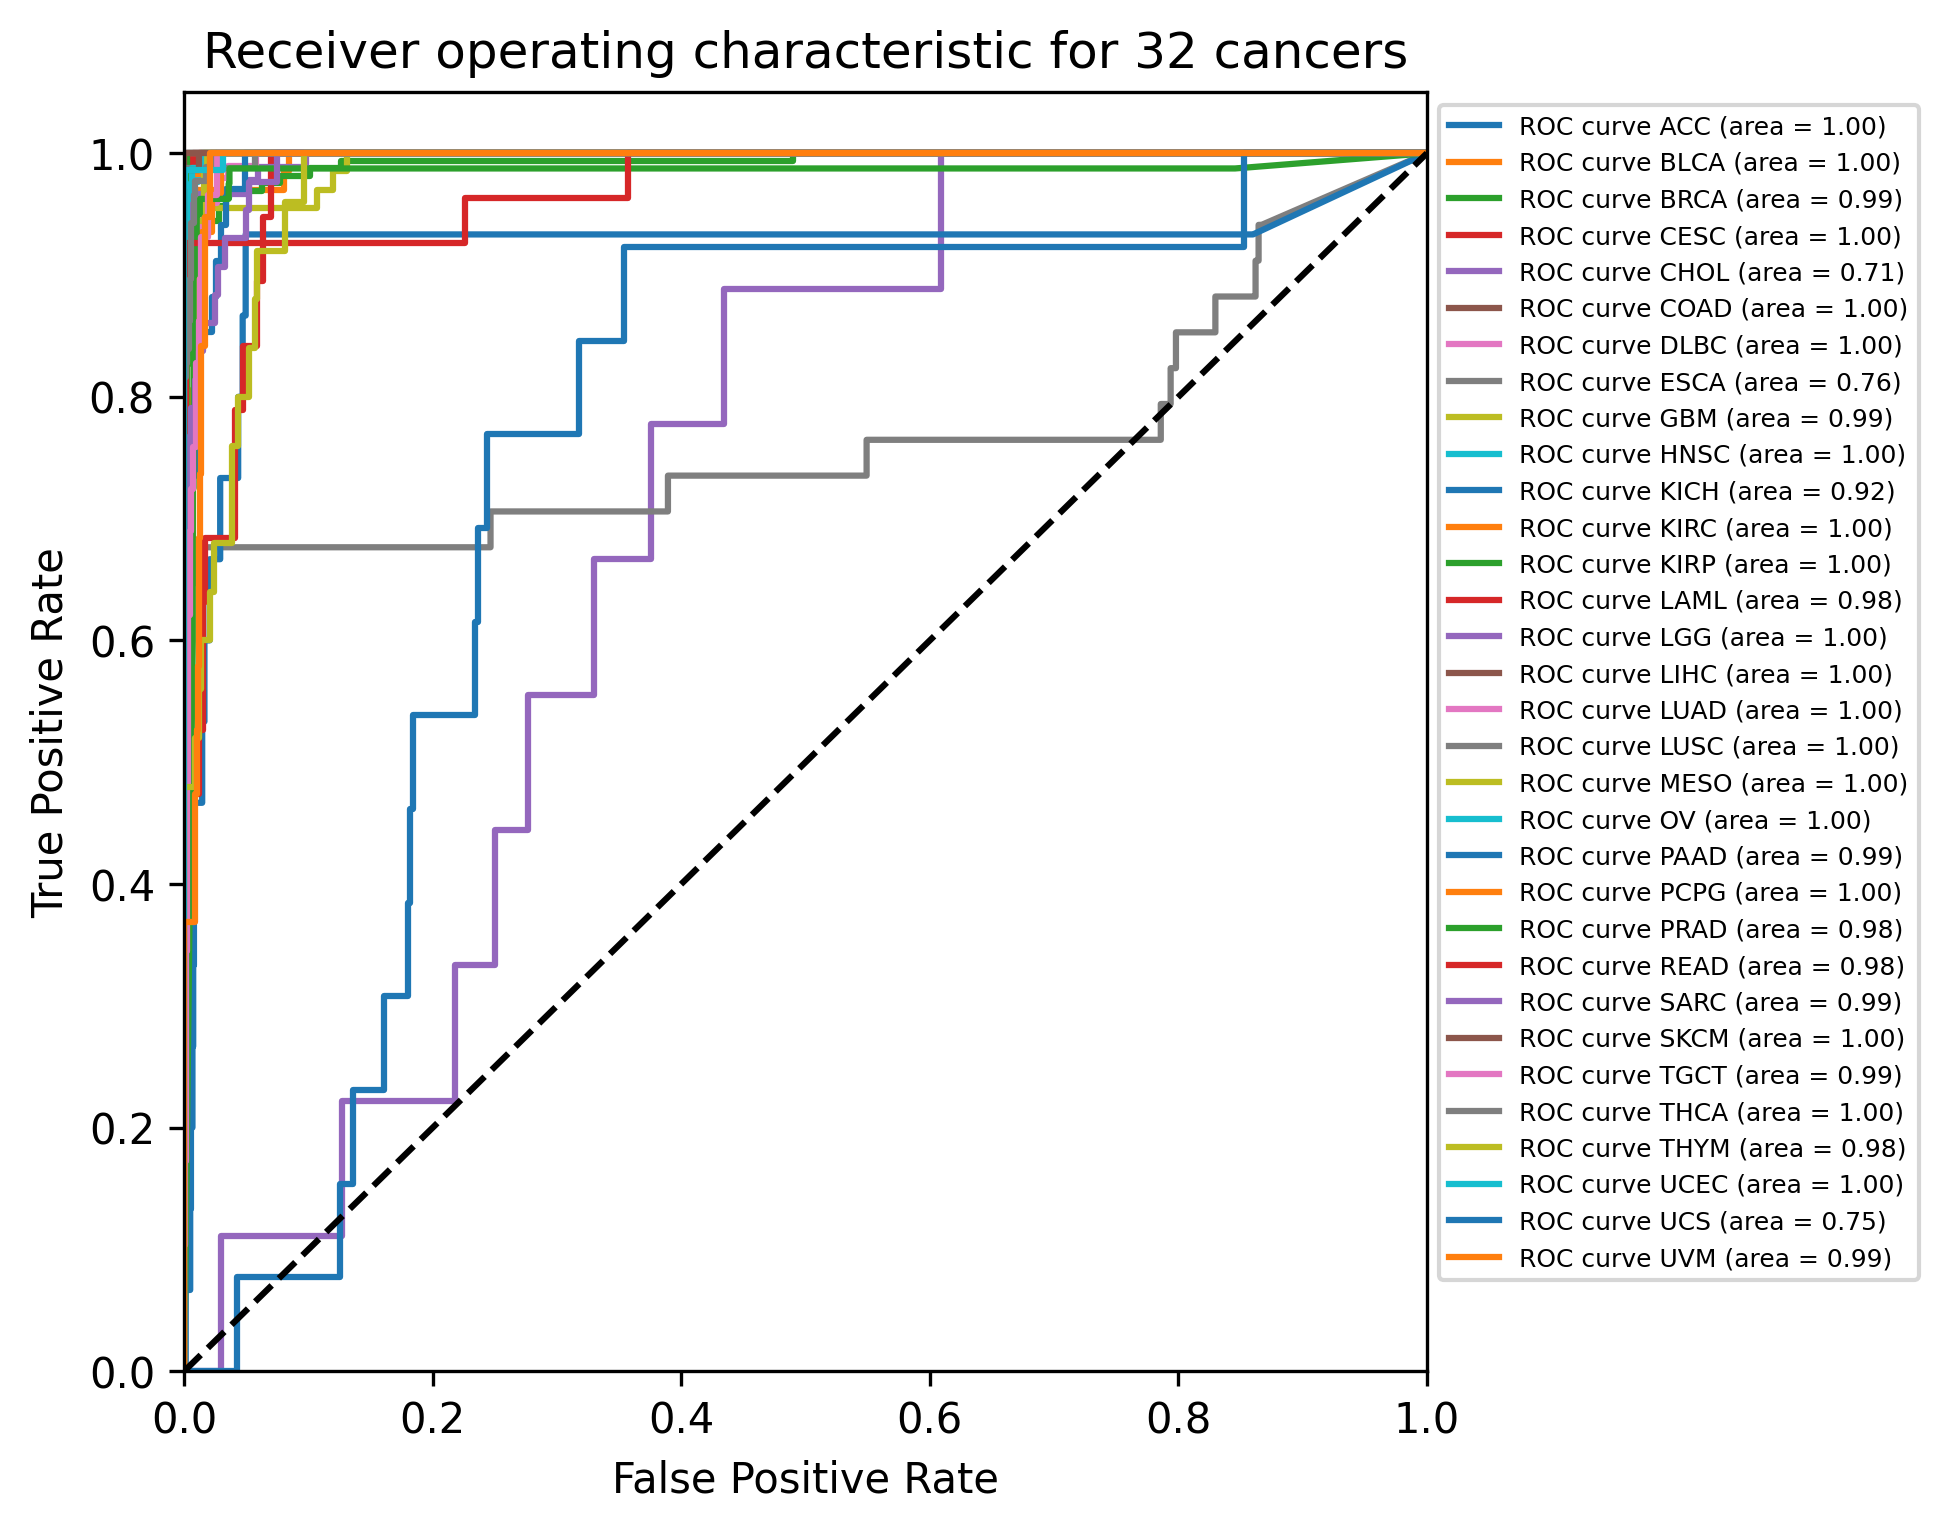 Receiver operating characteristic for 32 cancers
True Positive Rate
1.0
0.8
0.6
0.4
0.2
0.0
0.0 0.2 0.4 0.6 0.8 1.0
False Positive Rate
ROC curve ACC (area = 1.00)
ROC curve BLCA (area = 1.00)
ROC curve BRCA (area = 0.99)
ROC curve CESC (area = 1.00)
ROC curve CHOL (area = 0.71)
ROC curve COAD (area = 1.00)
ROC curve DLBC (area = 1.00)
ROC curve ESCA (area = 0.76)
ROC curve GBM (area = 0.99)
ROC curve HNSC (area = 1.00)
ROC curve KICH (area = 0.92)
ROC curve KIRC (area = 1.00)
ROC curve KIRP (area = 1.00)
ROC curve LAML (area = 0.98)
ROC curve LGG (area = 1.00)
ROC curve LIHC (area = 1.00)
ROC curve LUAD (area = 1.00)
ROC curve LUSC (area = 1.00)
ROC curve MESO (area = 1.00)
ROC curve OV (area = 1.00)
ROC curve PAAD (area = 0.99)
ROC curve PCPG (area = 1.00)
ROC curve PRAD (area = 0.98)
ROC curve READ (area = 0.98)
ROC curve SARC (area = 0.99)
ROC curve SKCM (area = 1.00)
ROC curve TGCT (area = 0.99)
ROC curve THCA (area = 1.00)
ROC curve THYM (area = 0.98)
ROC curve UCEC (area = 1.00)
ROC curve UCS (area = 0.75)
ROC curve UVM (area = 0.99)